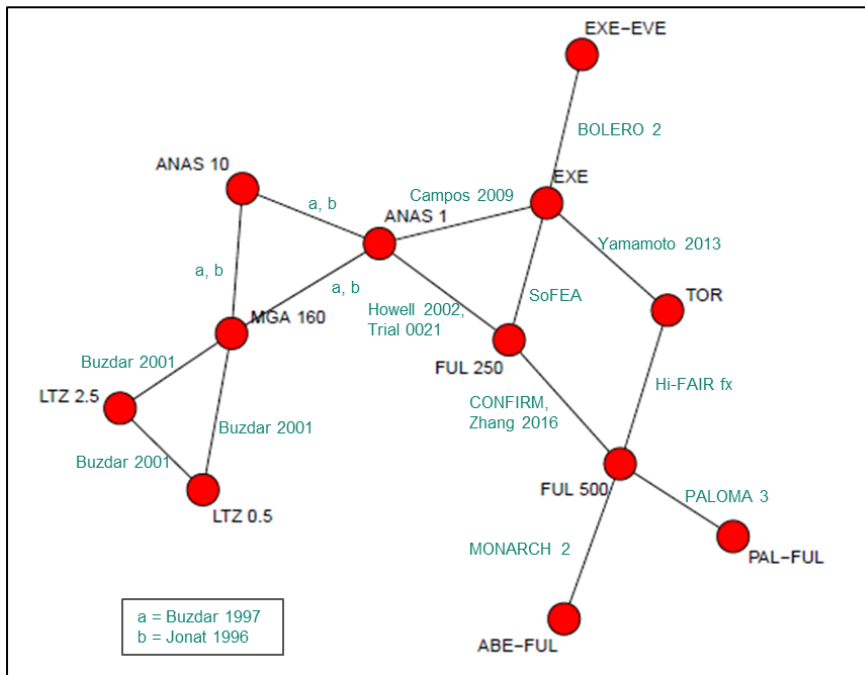 EXE−EVE
BOLERO 2
ANAS 10
EXE
a, b
Campos 2009
ANAS 1
Yamamoto 2013
a, b
a, b
SoFEA
TOR
Howell 2002,
Trial 0021
MGA 160
Buzdar 2001
FUL 250
Hi-FAIR fx
LTZ 2.5
CONFIRM,
Zhang 2016
Buzdar 2001
Buzdar 2001
FUL 500
PALOMA 3
LTZ 0.5
MONARCH 2
PAL−FUL
a = Buzdar 1997
b = Jonat 1996
ABE−FUL